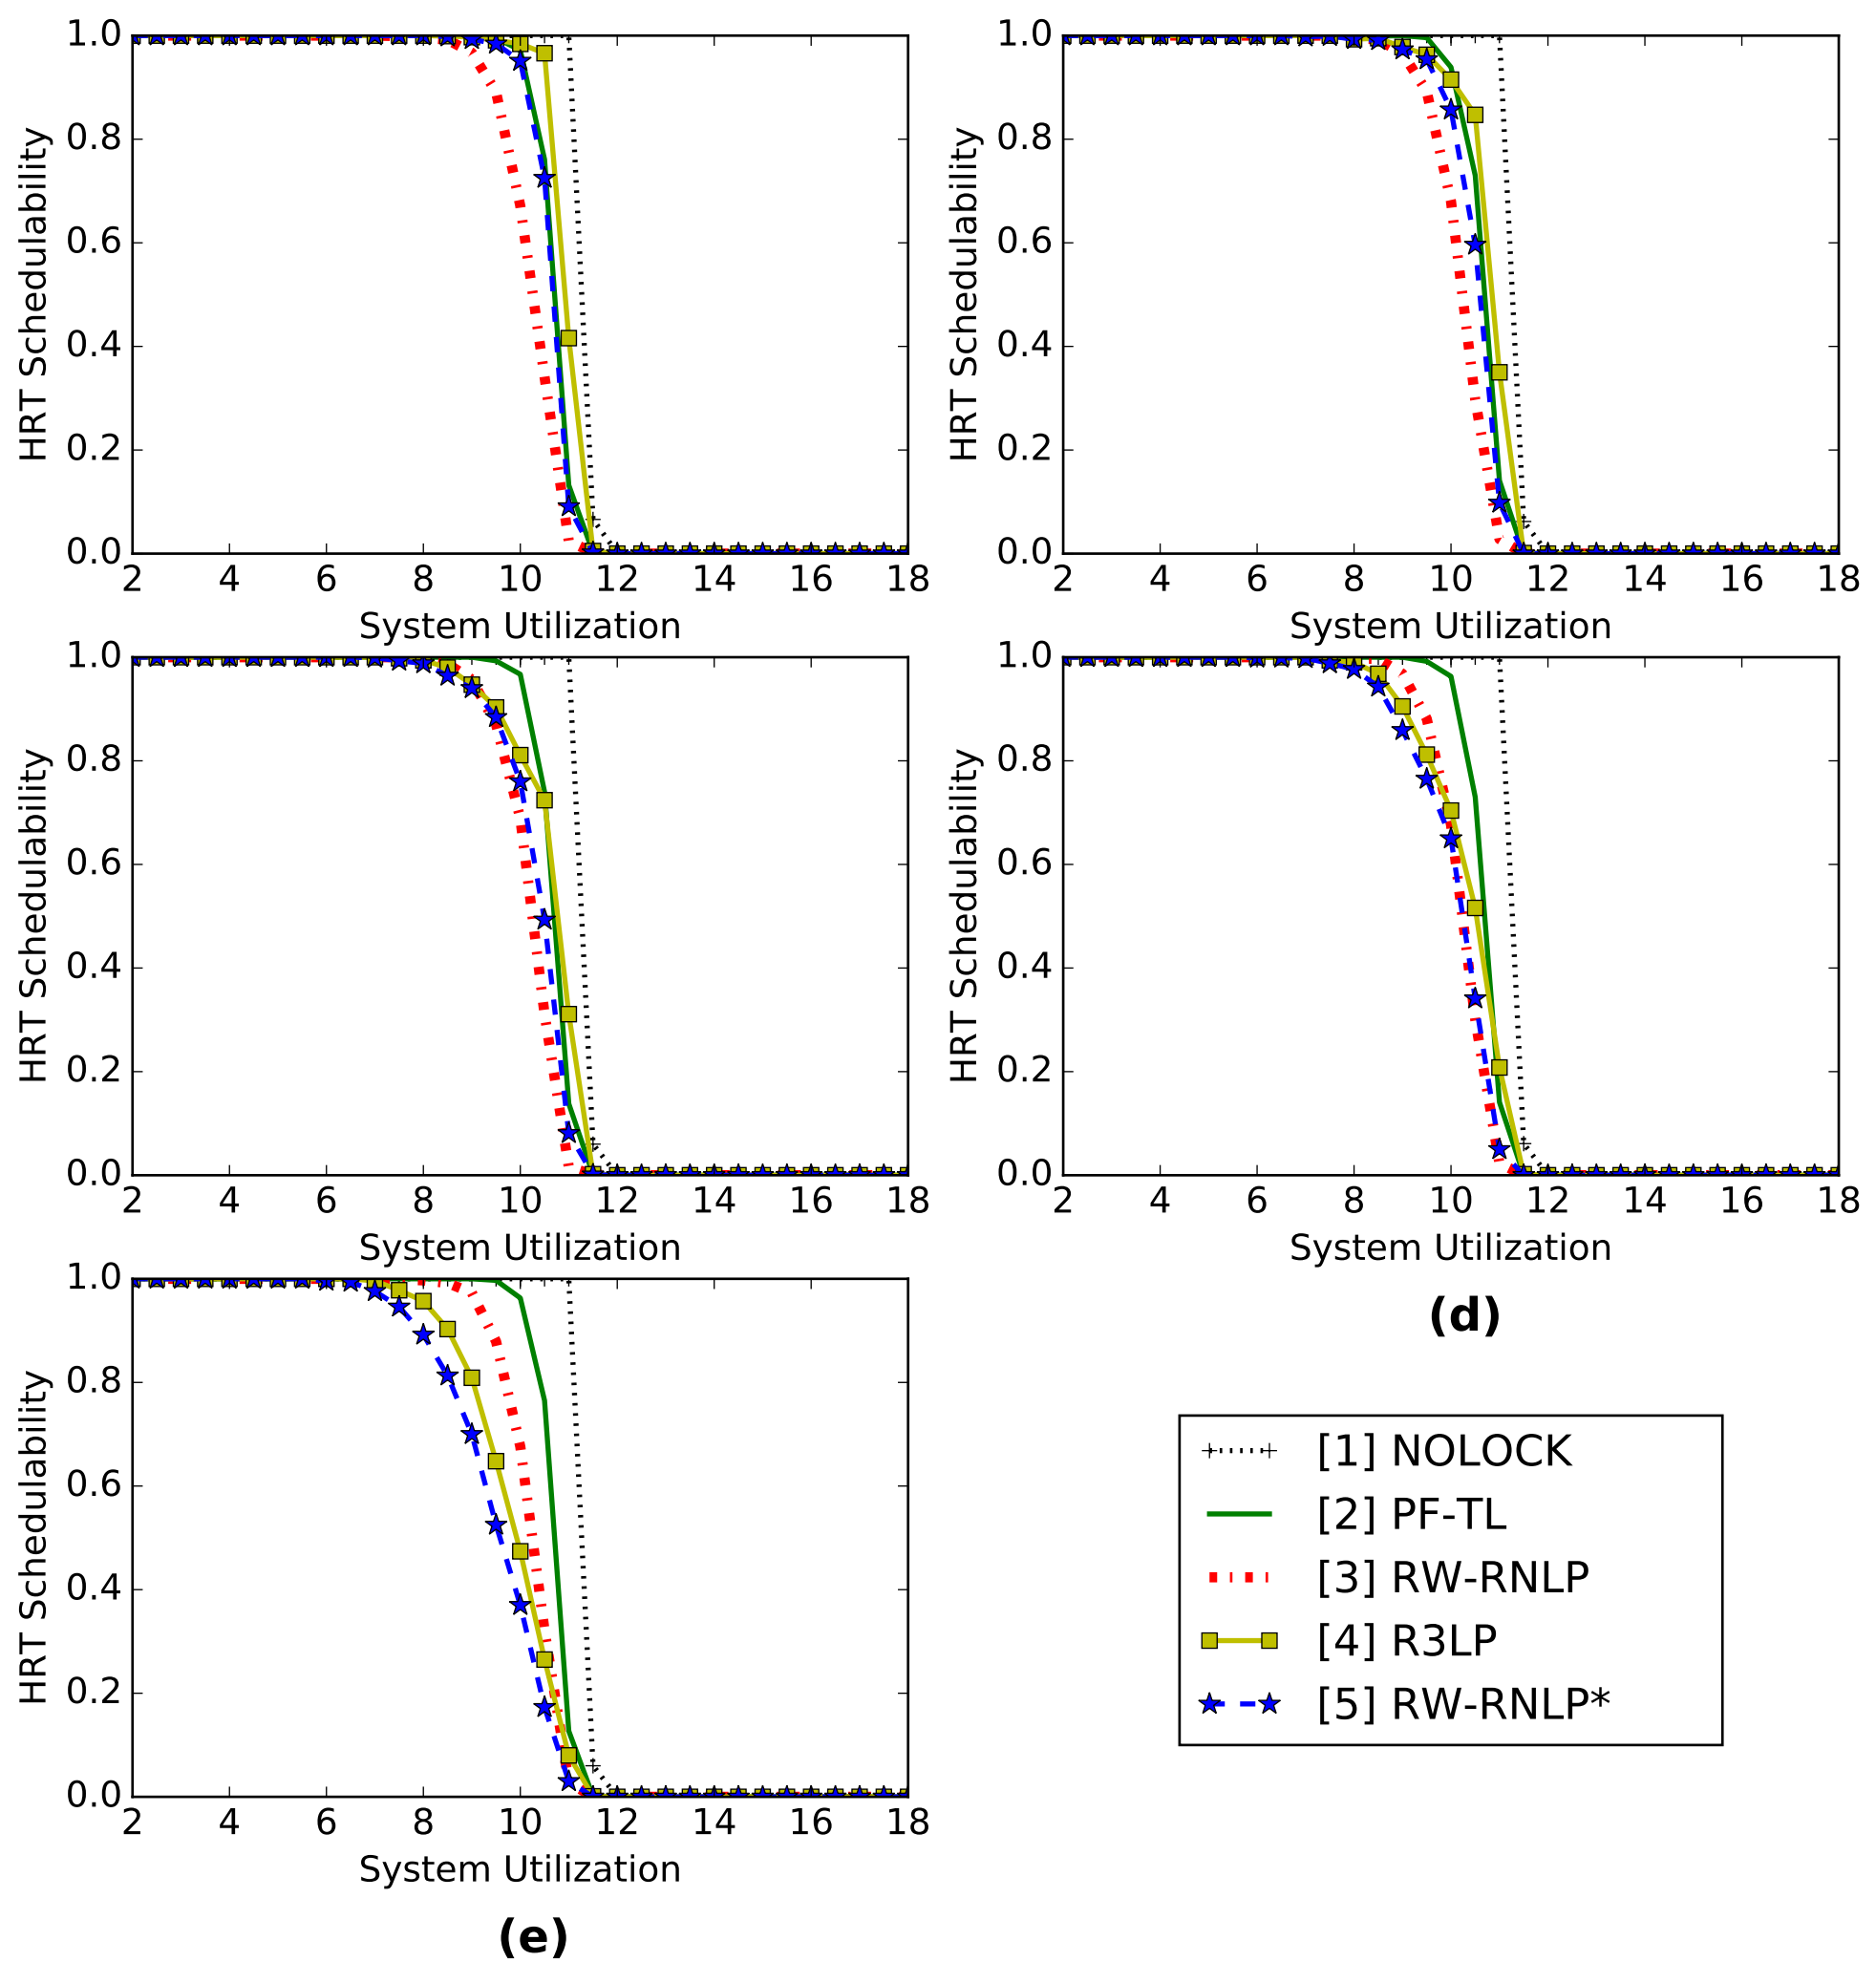 1.0
0.8
0.6
0.4
0.2
0.0
HRT Schedulability
2 4 6 8 10 12 14 16 18
System Utilization
1.0
0.8
0.6
0.4
0.2
0.0
HRT Schedulability
2 4 6 8 10 12 14 16 18
System Utilization
1.0
0.8
0.6
0.4
0.2
0.0
HRT Schedulability
2 4 6 8 10 12 14 16 18
System Utilization
1.0
0.8
0.6
0.4
0.2
0.0
HRT Schedulability
2 4 6 8 10 12 14 16 18
System Utilization
(d)
1.0
0.8
0.6
0.4
0.2
0.0
HRT Schedulability
2 4 6 8 10 12 14 16 18
System Utilization
(e)
[1] NOLOCK
[2] PF-TL
[3] RW-RNLP
[4] R3LP
[5] RW-RNLP*